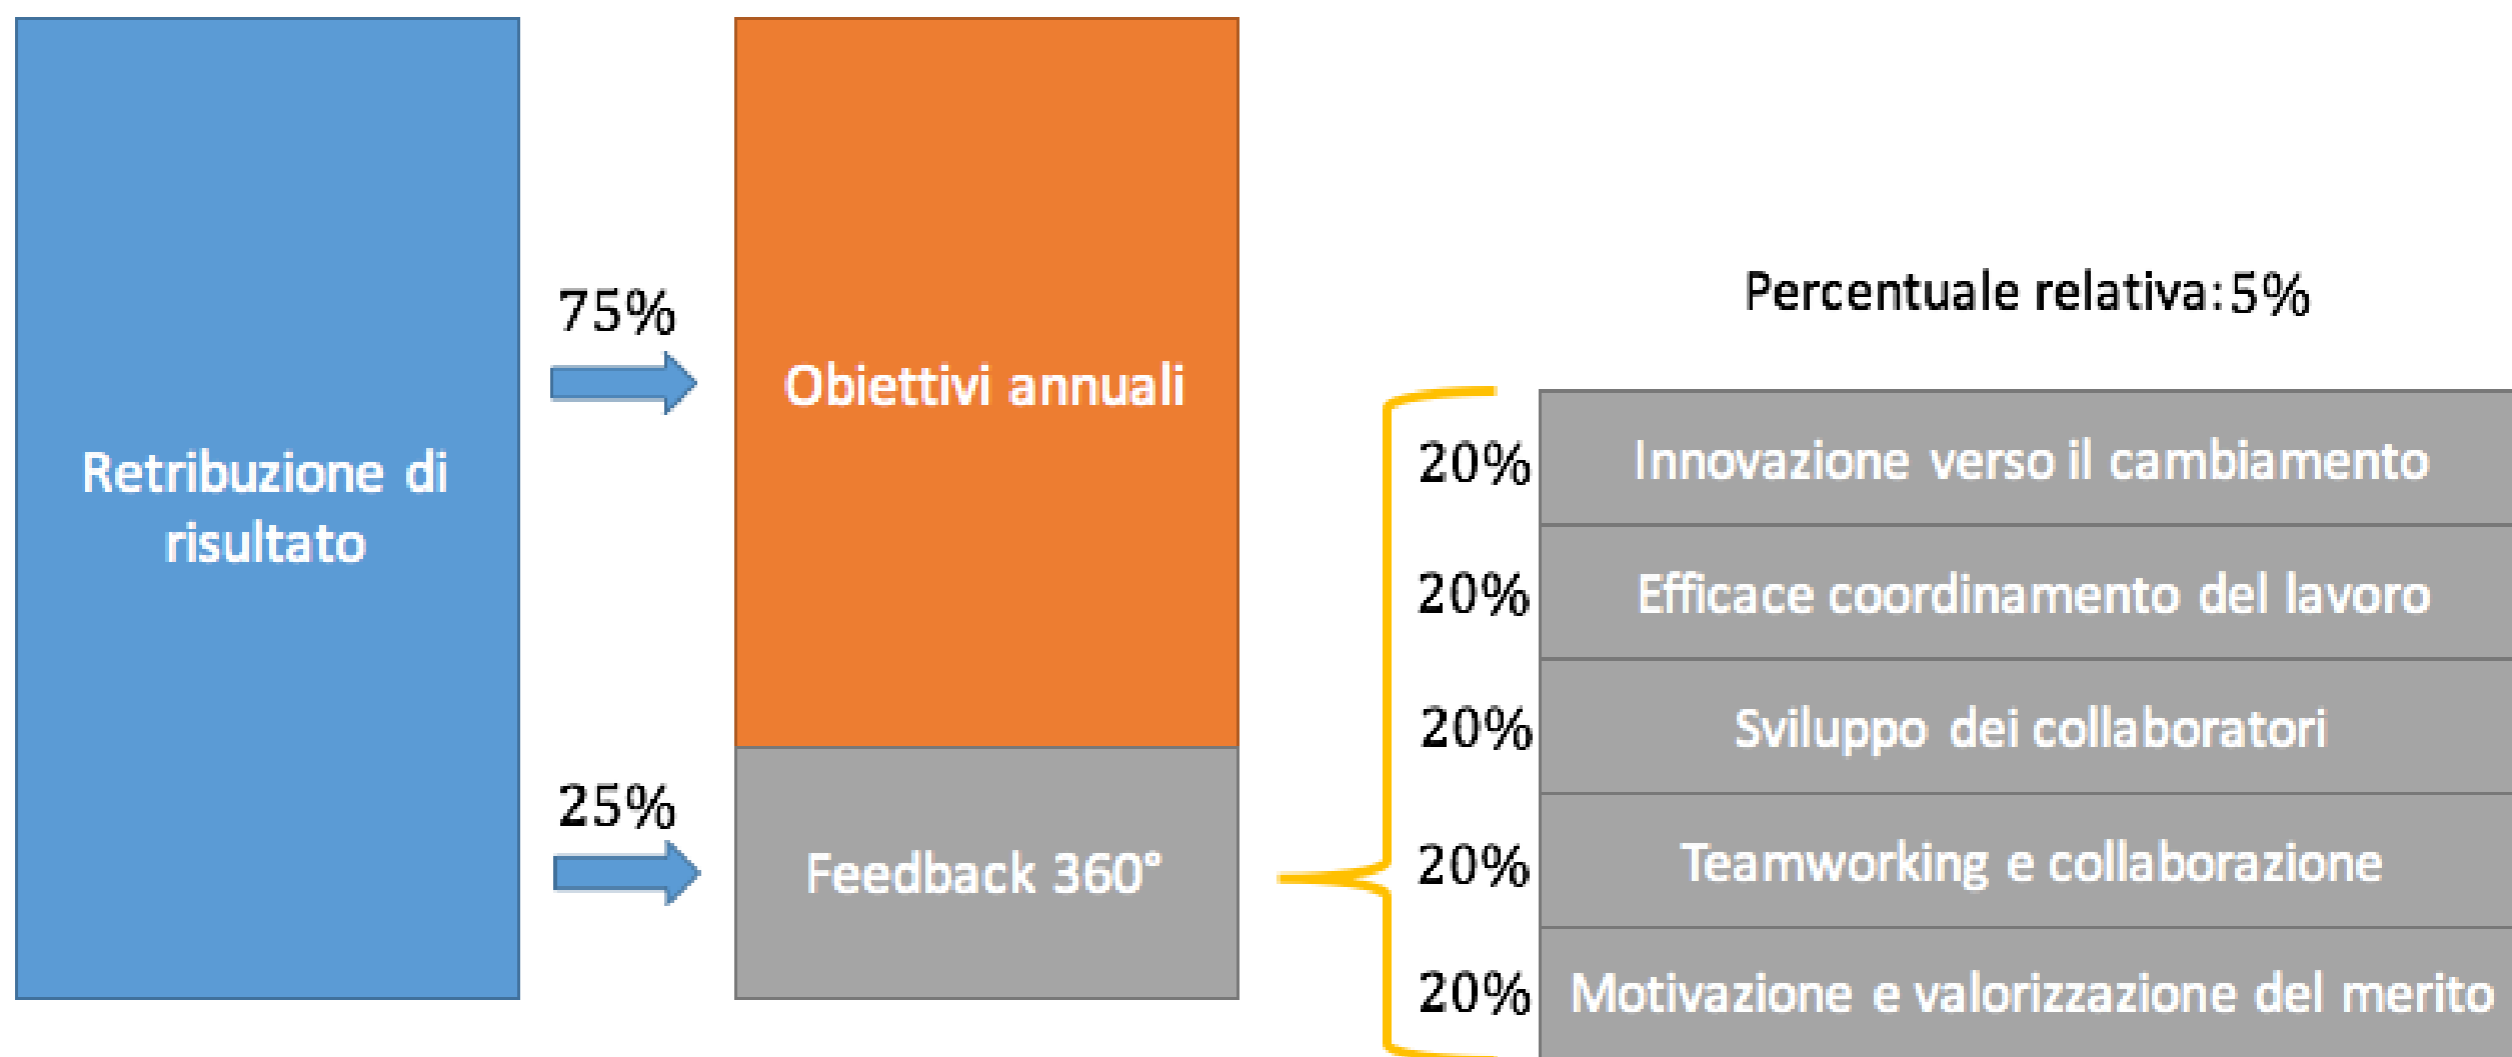 Retribuzione di
risultato
75%
25%
Obiettivi annuali
Feedback 360°
Percentuale relativa: 5%
20% Innovazione verso il cambiamento
20% Efficace coordinamento del lavoro
20% Sviluppo dei collaboratori
20% Teamworking e collaborazione
20% Motivazione e valorizzazione del merito